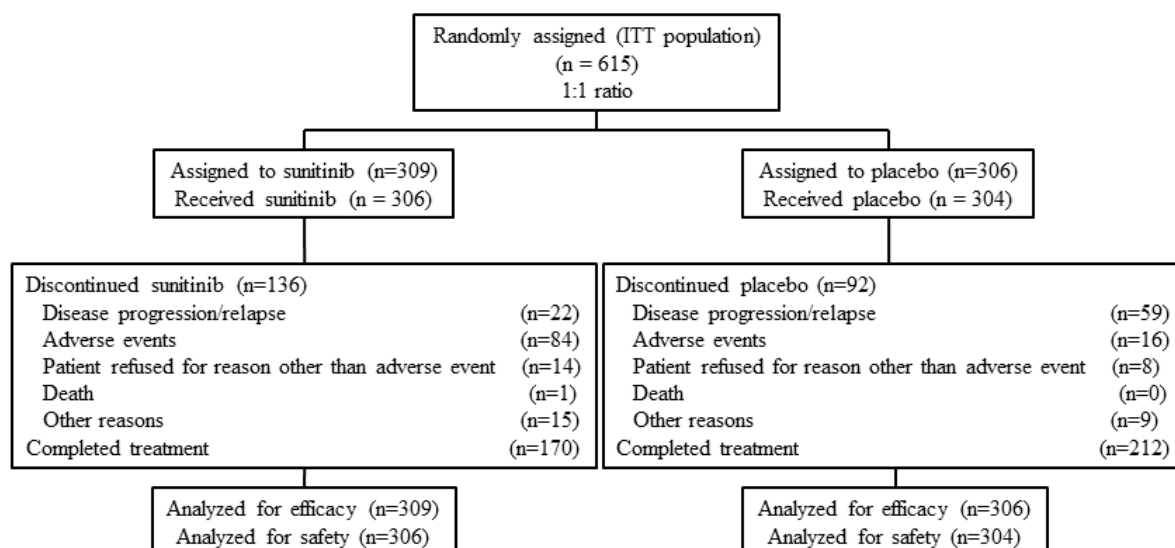 Randomly assigned (ITT population)
(n = 615)
1:1 ratio
Assigned to sunitinib (n=309)
Received sunitinib (n = 306)
Assigned to placebo (n=306)
Received placebo (n = 304)
Discontinued sunitinib (n=136)
Disease progression/relapse (n=22)
Adverse events (n=84)
Patient refused for reason other than adverse event (n=14)
Death (n=1)
Other reasons (n=15)
Completed treatment (n=170)
Discontinued placebo (n=92)
Disease progression/relapse (n=59)
Adverse events (n=16)
Patient refused for reason other than adverse event (n=8)
Death (n=0)
Other reasons (n=9)
Completed treatment (n=212)
Analyzed for efficacy (n=309)
Analyzed for safety (n=306)
Analyzed for efficacy (n=306)
Analyzed for safety (n=304)